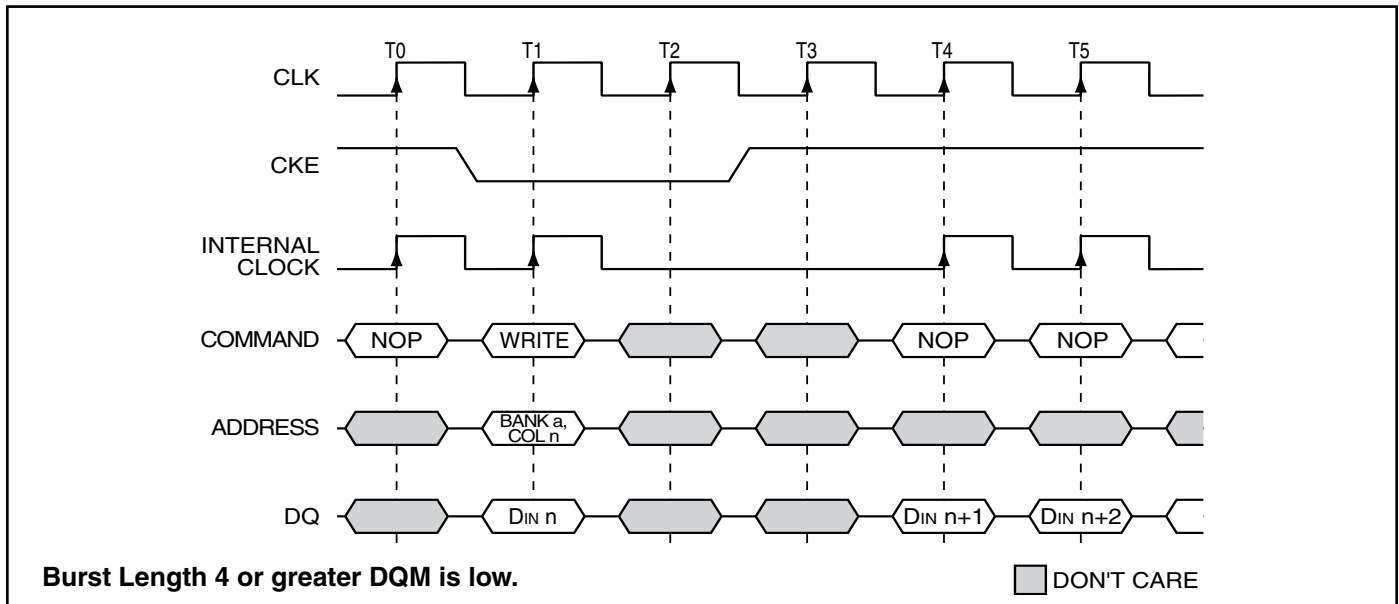 T0 T1 T2 T3 T4 T5
CLK
CKE
INTERNAL
CLOCK
COMMAND NOP WRITE NOP NOP
ADDRESS BANK a,
COL n
DQ DIN n DIN n+1 DIN n+2
Burst Length 4 or greater DQM is low. DON'T CARE